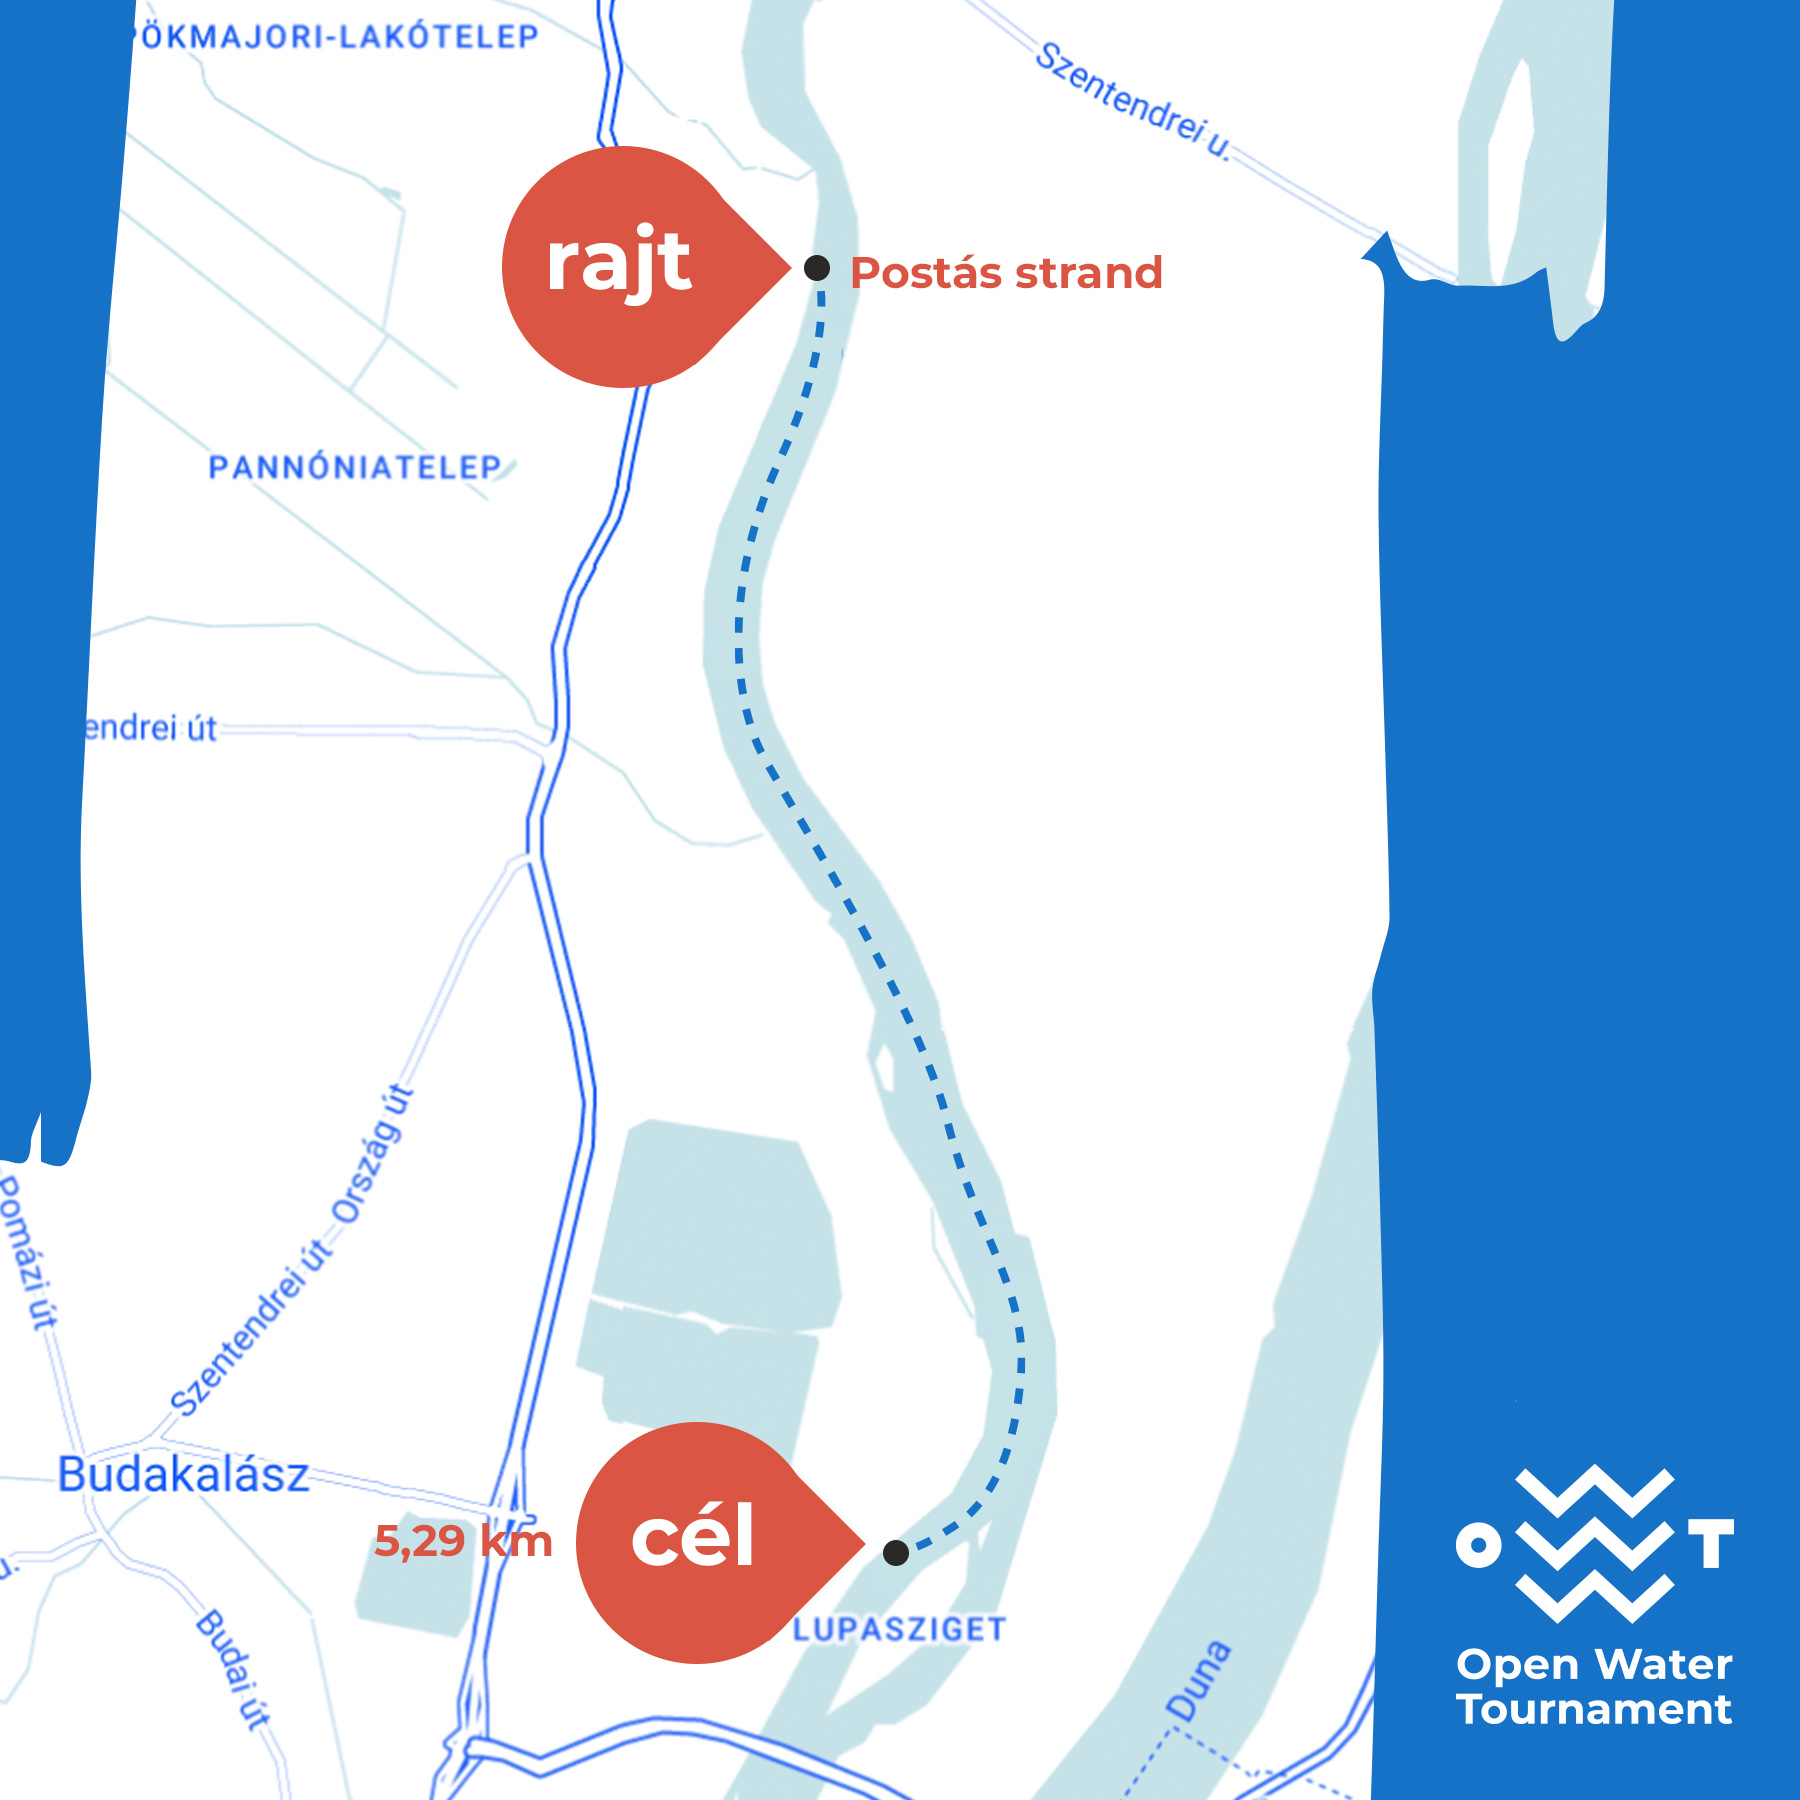 ÖKMAJORI-LAKÓTELEP
Szentendrei u.
rajt
Postás strand
PANNÓNIATELEP
endrei út
Szentendrei út
Ország út
Pomázi út
Budakalász
5,29 km
cél
u.
Budai út
LUPASZIGET
Duna
O T
Open Water
Tournament